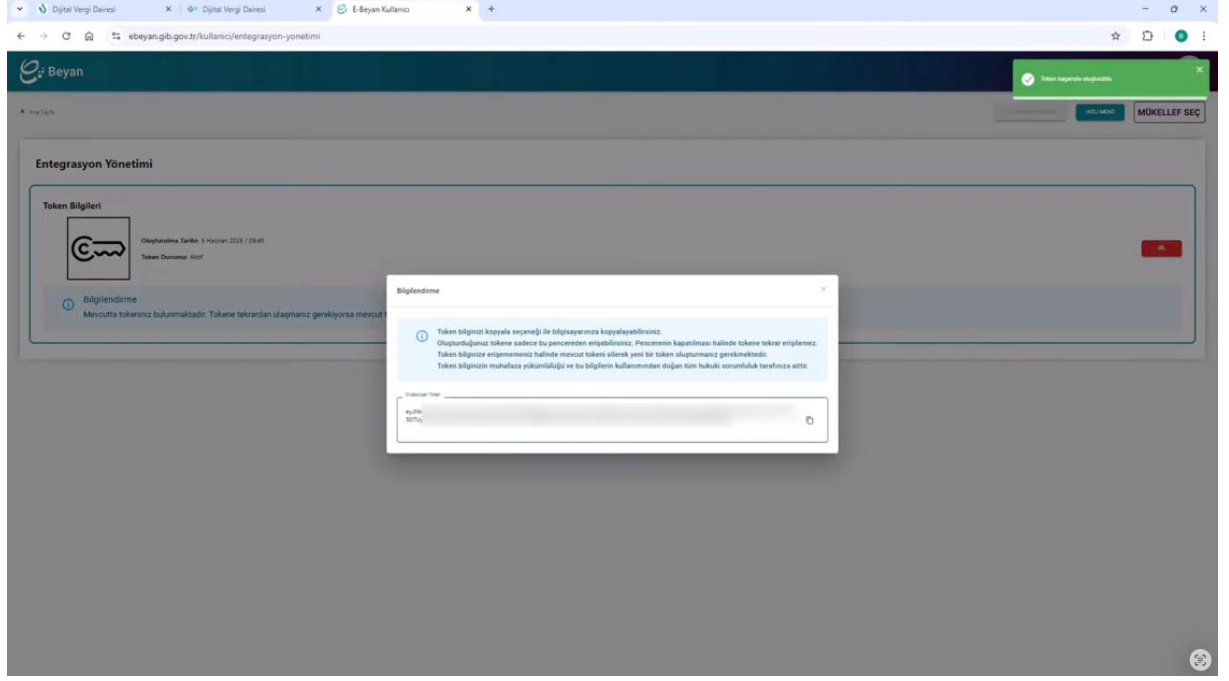 Dijital Vergi Dairesi
Dijital Vergi Dairesi
E-Beyan Kullanıcı
ebeyan.gib.gov.tr/kullanici/entegrasyon-yonetimi
Beyan
Token başarıyla oluşturuldu.
Ana Sayfa
HIZLI MENÜ
MÜKELLEF SEÇ
Entegrasyon Yönetimi
Token Bilgileri
Oluşturulma Tarihi: 5 Haziran 2025 / 09:45
Token Durumu: Aktif
SİL
Bilgilendirme
Mevcutta tokeniniz bulunmaktadır. Tokene tekrardan ulaşmanız gerekiyorsa mevcut t
Bilgilendirme
Token bilginizi kopyala seçeneği ile bilgisayarınıza kopyalayabilirsiniz.
Oluşturduğunuz tokene sadece bu pencereden erişebilirsiniz. Pencerenin kapatılması halinde tokene tekrar erişilemez.
Token bilginize erişememeniz halinde mevcut tokeni silerek yeni bir token oluşturmanız gerekmektedir.
Token bilginizin muhafaza yükümlülüğü ve bu bilgilerin kullanımından doğan tüm hukuki sorumluluk tarafınıza aittir.
Oluşturulan Token